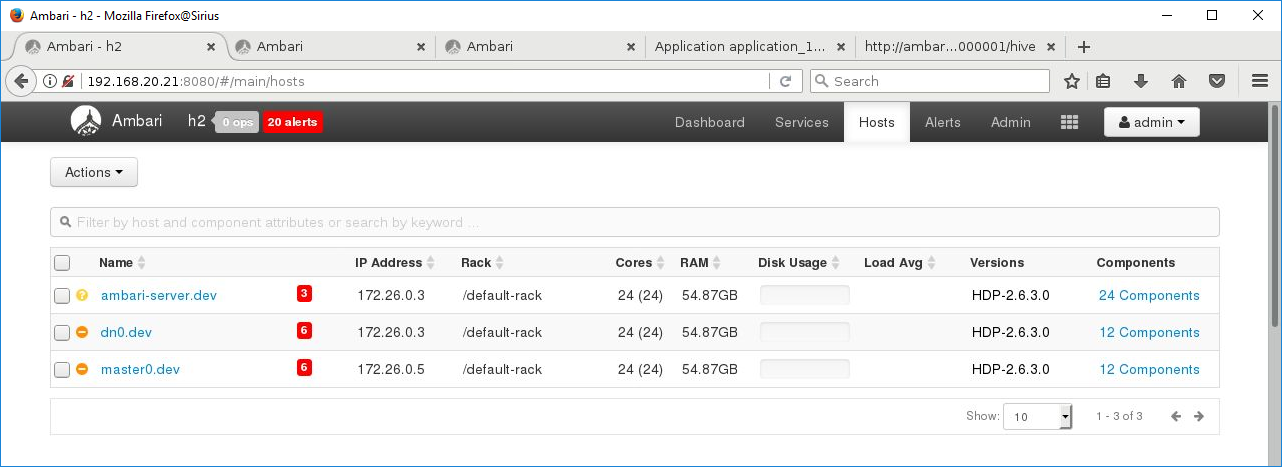 Ambari - h2 - Mozilla Firefox@Sirius
Ambari - h2 Ambari Ambari Application application_1... http://ambar...000001/hive
192.168.20.21:8080/#/main/hosts Search
Ambari h2 0 ops 20 alerts Dashboard Services Hosts Alerts Admin admin
Actions
Filter by host and component attributes or search by keyword ...
Name IP Address Rack Cores RAM Disk Usage Load Avg Versions Components
? ambari-server.dev 3 172.26.0.3 /default-rack 24 (24) 54.87GB HDP-2.6.3.0 24 Components
dn0.dev 6 172.26.0.3 /default-rack 24 (24) 54.87GB HDP-2.6.3.0 12 Components
master0.dev 6 172.26.0.5 /default-rack 24 (24) 54.87GB HDP-2.6.3.0 12 Components
Show: 10 1 - 3 of 3